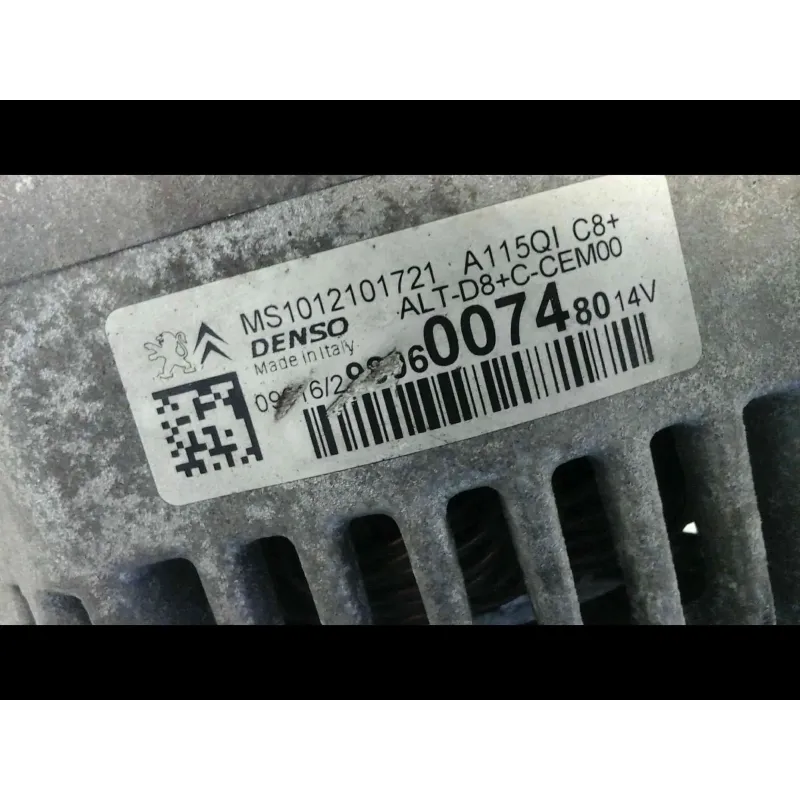 MS1012101721 A115QI C8+
DENSO ALT-D8+C-CEM00
Made in Italy
0074 80 14V